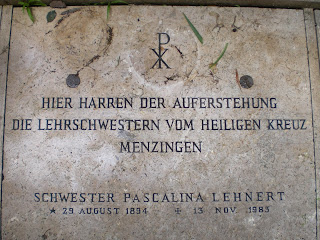 ☧
HIER HARREN DER AUFERSTEHUNG
DIE LEHRSCHWESTERN VOM HEILIGEN KREUZ
MENZINGEN
SCHWESTER PASCALINA LEHNERT
* 29 AUGUST 1894 + 13 NOV. 1983